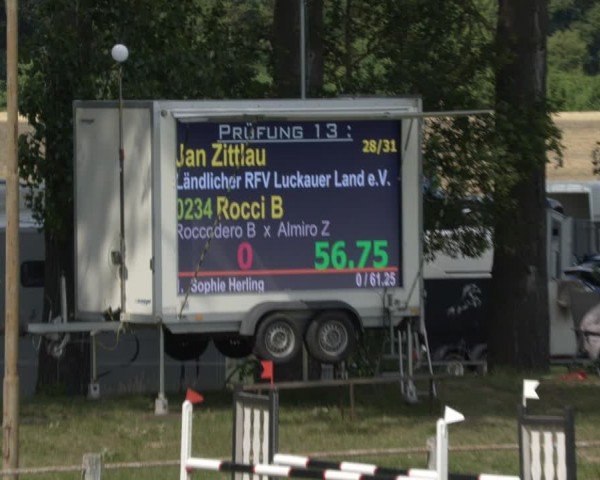 PRÜFUNG 13 :
Jan Zittlau 28/31
Ländlicher RFV Luckauer Land e.V.
0234 Rocci B
Roccodero B x Almiro Z
0 56.75
Sophie Herling 0/61.25